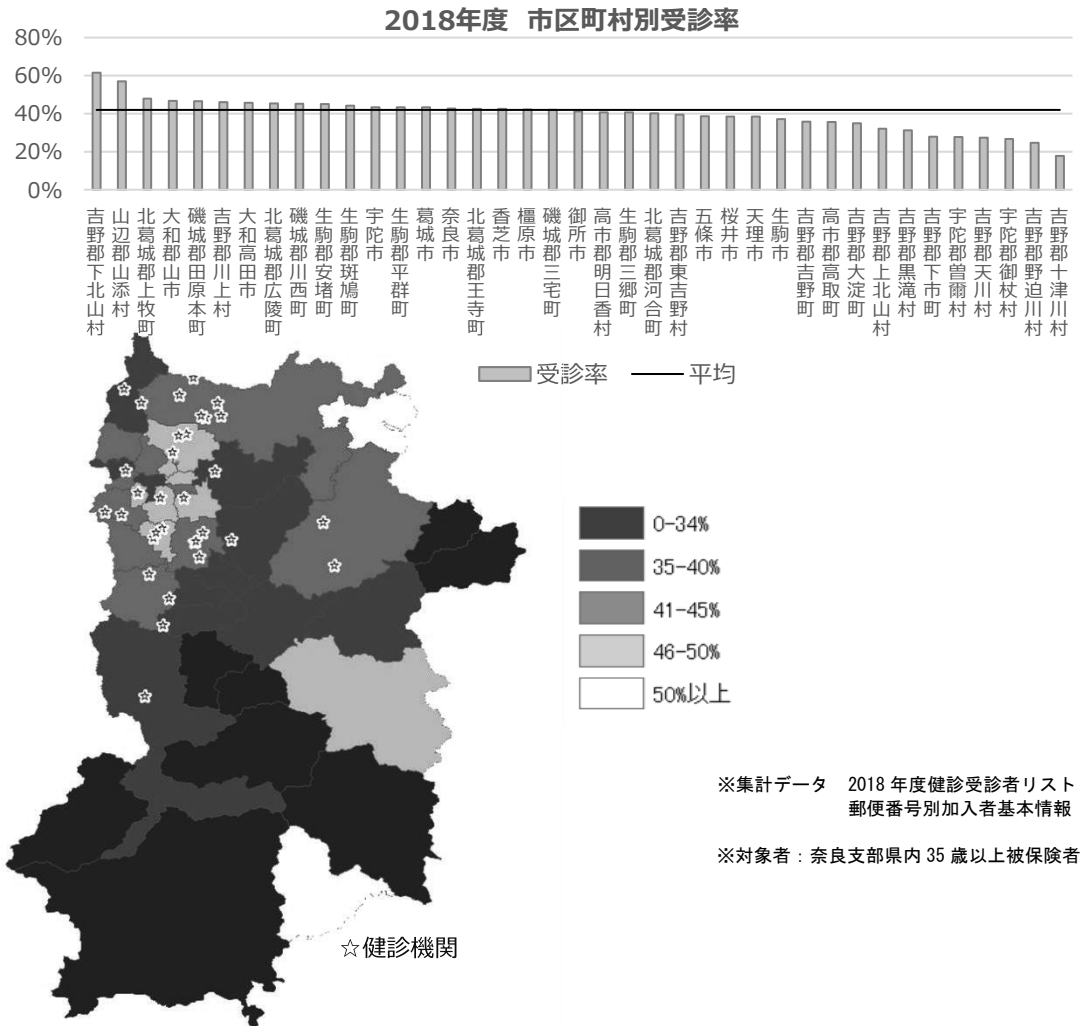 2018年度 市区町村別受診率
80%
60%
40%
20%
0%
吉野郡下北山村
山辺郡山添村
北葛城郡上牧町
大和郡山市
磯城郡田原本町
吉野郡川上村
大和高田市
北葛城郡広陵町
磯城郡川西町
生駒郡安堵町
生駒郡斑鳩町
宇陀市
生駒郡平群町
葛城市
奈良市
北葛城郡王寺町
香芝市
橿原市
磯城郡三宅町
御所市
高市郡明日香村
生駒郡三郷町
北葛城郡河合町
吉野郡東吉野村
五條市
桜井市
天理市
生駒市
吉野郡吉野町
高市郡高取町
吉野郡大淀町
吉野郡上北山村
吉野郡黒滝村
吉野郡下市町
宇陀郡曽爾村
吉野郡天川村
宇陀郡御杖村
吉野郡野迫川村
吉野郡十津川村
受診率 平均
0-34%
35-40%
41-45%
46-50%
50%以上
※集計データ 2018年度健診受診者リスト
郵便番号別加入者基本情報
※対象者:奈良支部県内35歳以上被保険者
☆健診機関